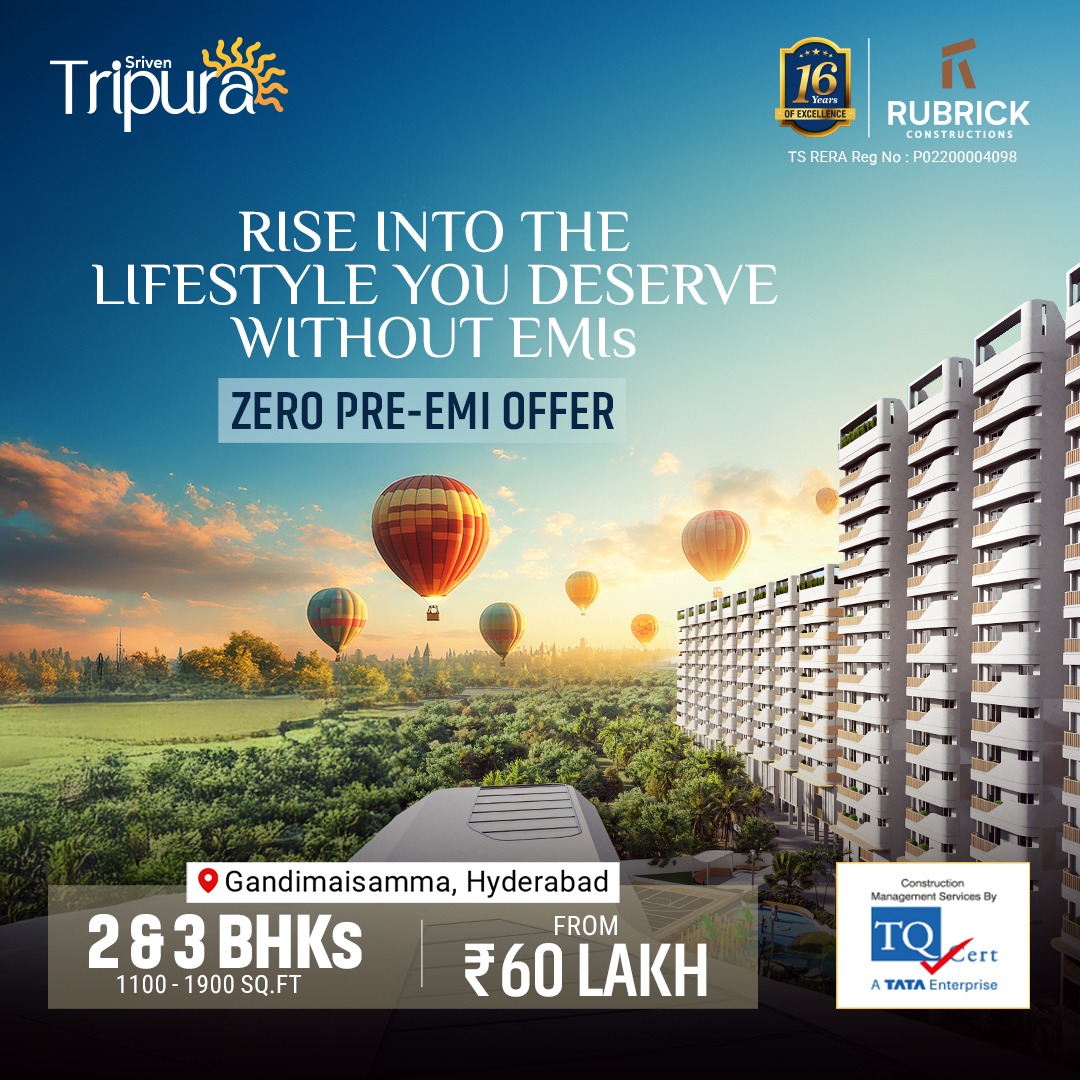 Sriven
Tripura
16
Years
OF EXCELLENCE
RUBRICK
CONSTRUCTIONS
TS RERA Reg No : P02200004098
RISE INTO THE
LIFESTYLE YOU DESERVE
WITHOUT EMIs
ZERO PRE-EMI OFFER
Gandimaisamma, Hyderabad
2 & 3 BHKs
1100 - 1900 SQ.FT
FROM
₹60 LAKH
Construction
Management Services By
TQ Cert
A TATA Enterprise